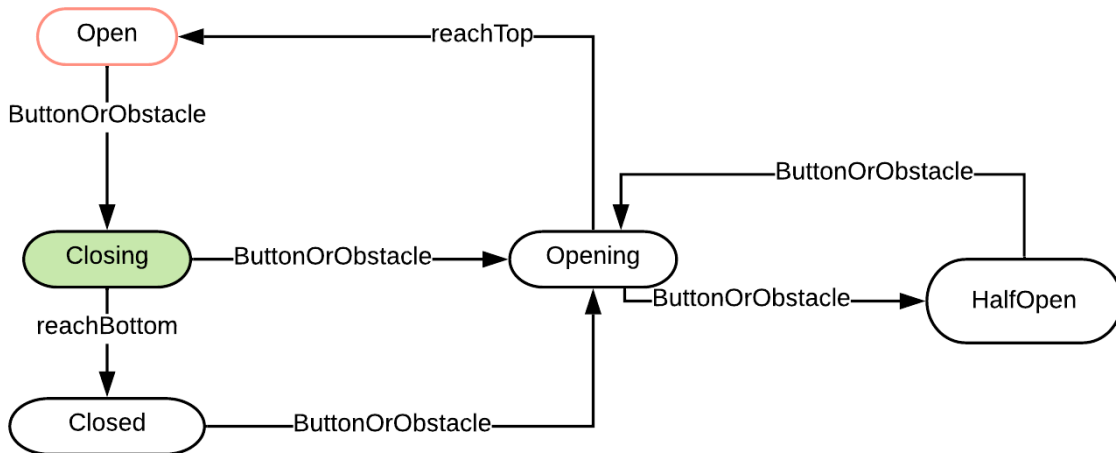 Open
reachTop
ButtonOrObstacle
ButtonOrObstacle
Closing
ButtonOrObstacle
Opening
ButtonOrObstacle
HalfOpen
reachBottom
Closed
ButtonOrObstacle